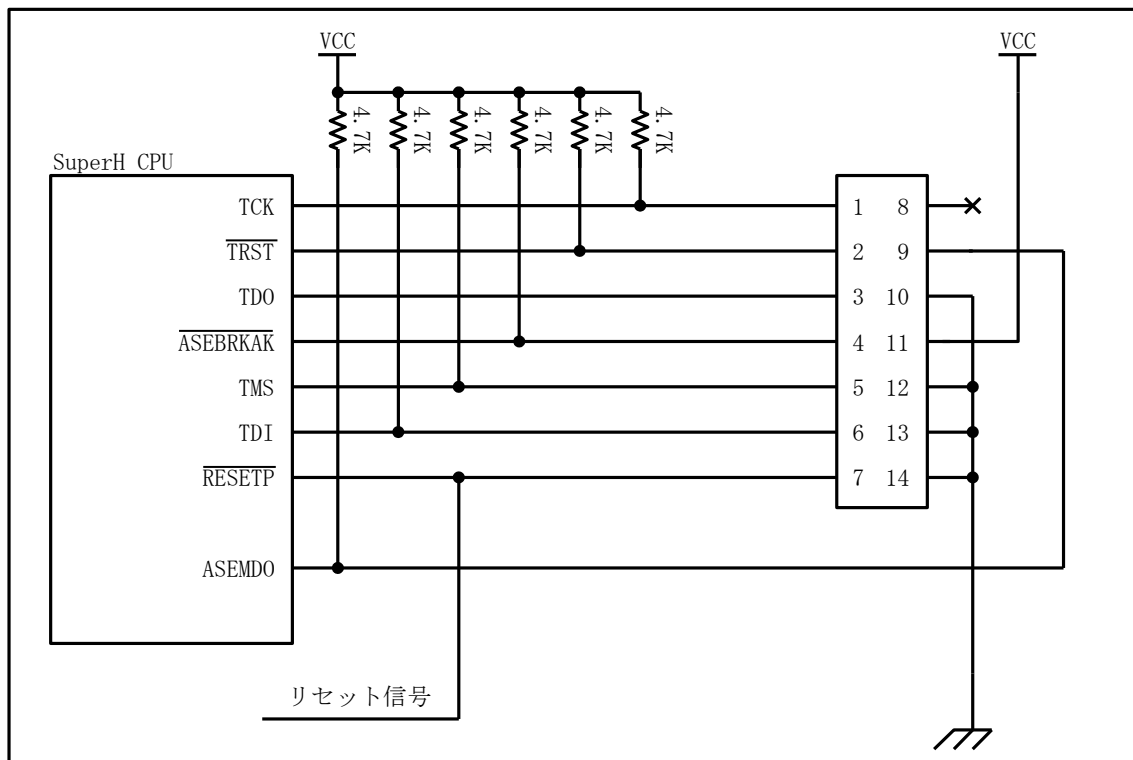 VCC
VCC
4.7K
4.7K
4.7K
4.7K
4.7K
4.7K
SuperH CPU
TCK
1 8
TRST
2 9
TDO
3 10
ASEBRKAK
4 11
TMS
5 12
TDI
6 13
RESETP
7 14
ASEMDO
リセット信号